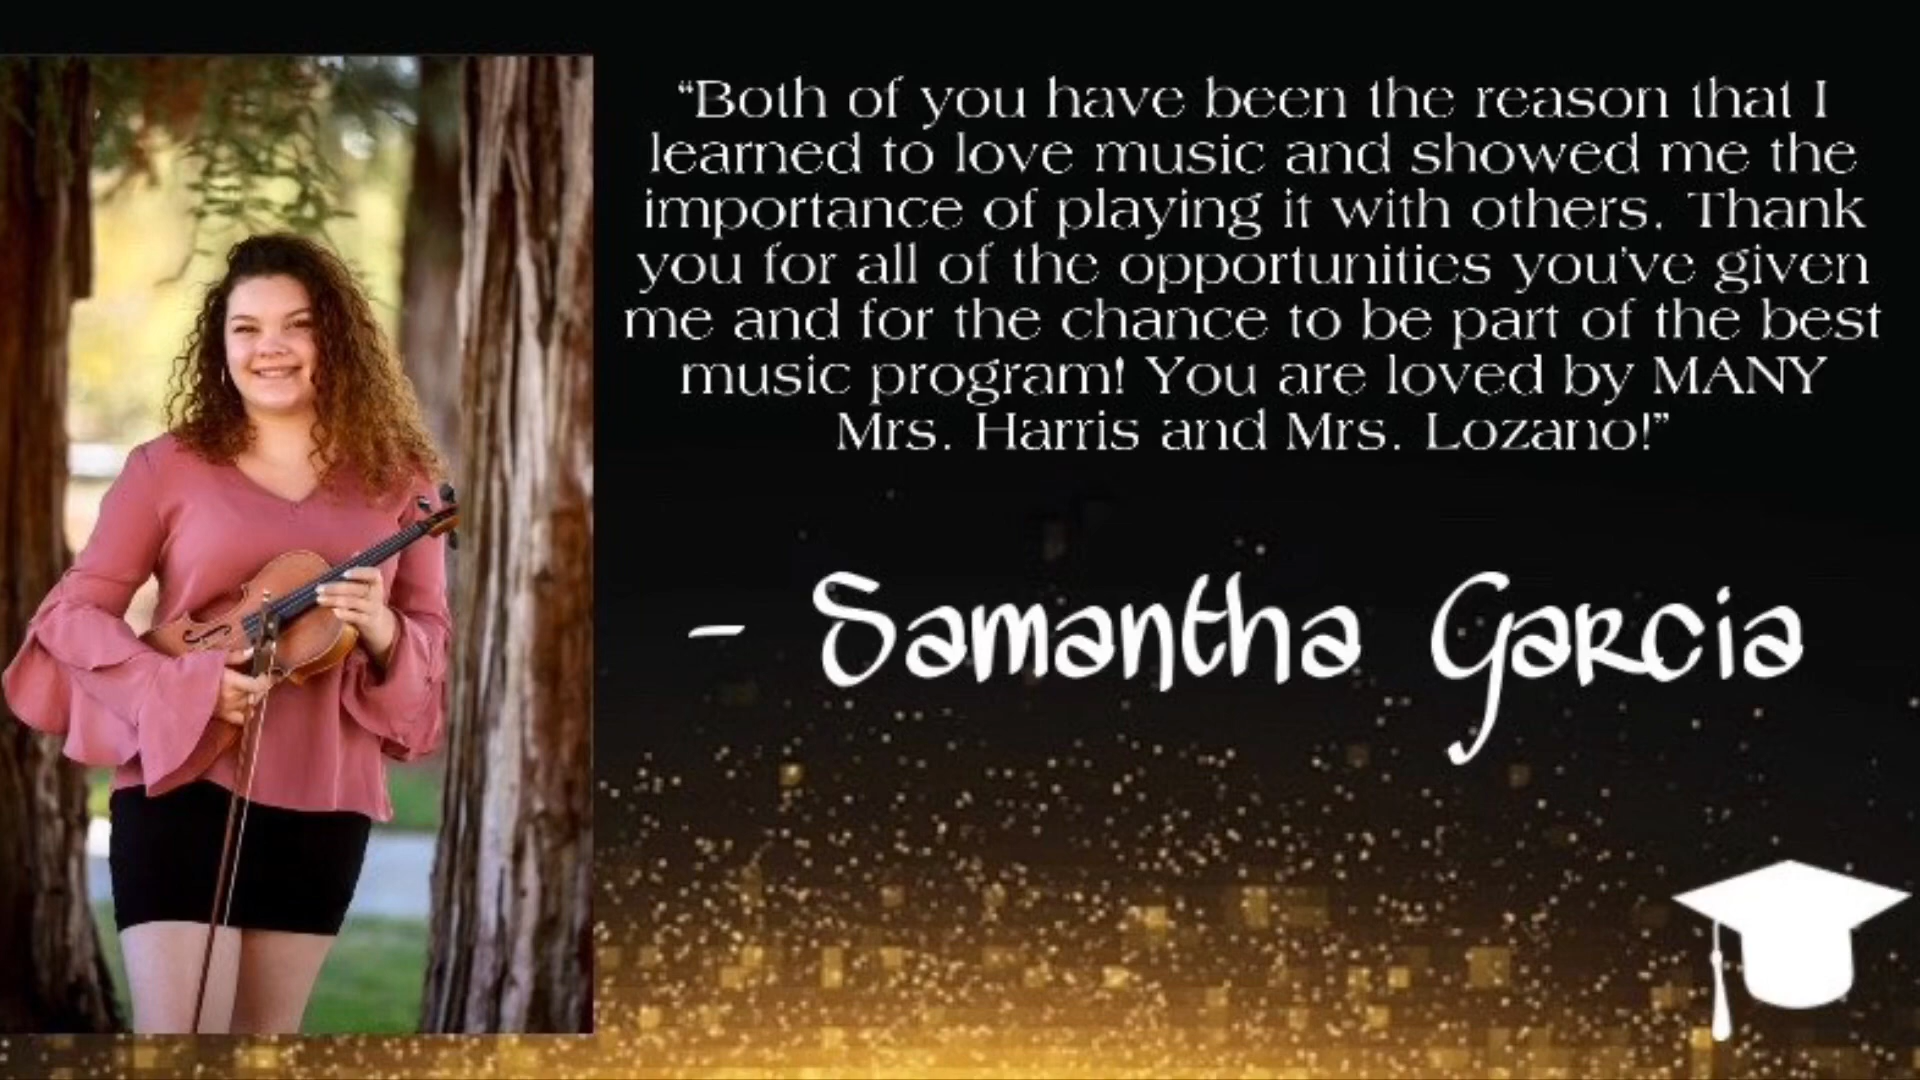 “Both of you have been the reason that I
learned to love music and showed me the
importance of playing it with others. Thank
you for all of the opportunities you've given
me and for the chance to be part of the best
music program! You are loved by MANY
Mrs. Harris and Mrs. Lozano!”
- Samantha Garcia